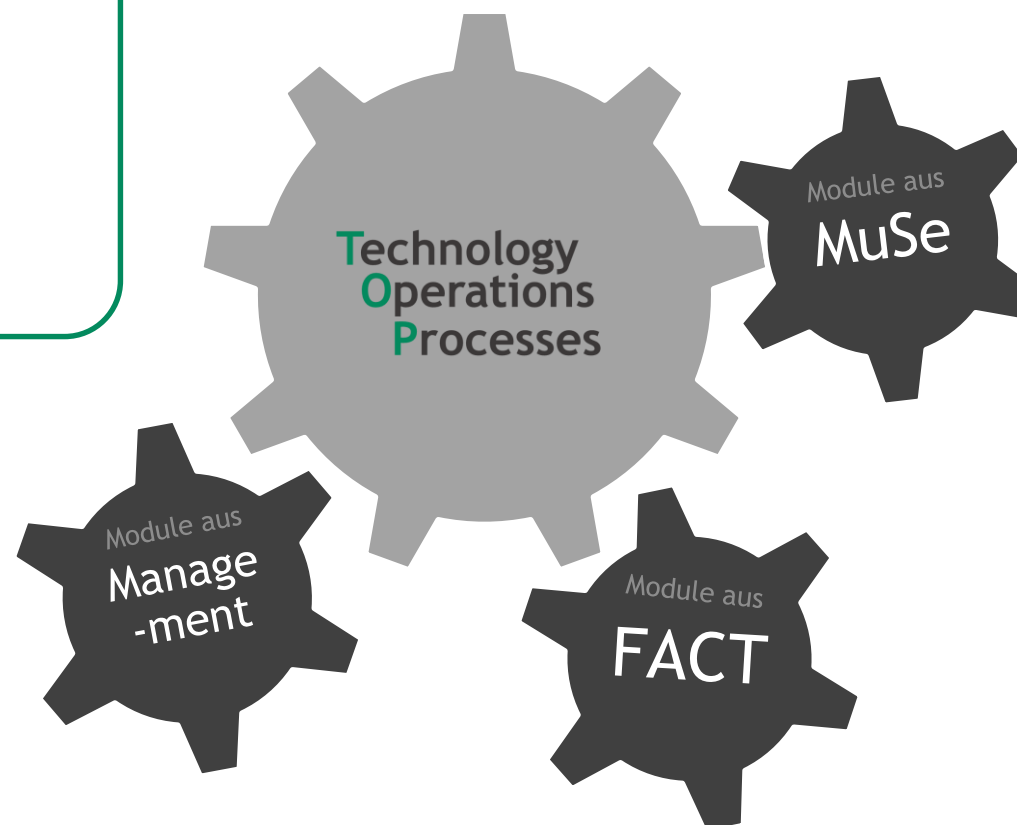 Technology
Operations
Processes
Module aus
MuSe
Module aus
Manage
-ment
Module aus
FACT